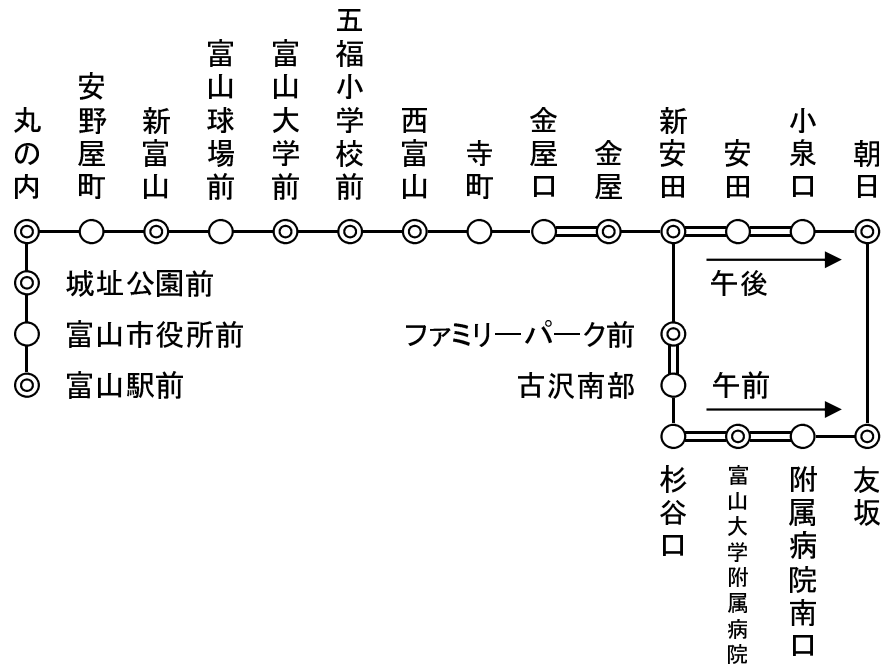 丸の内
安野屋町
新富山
富山球場前
富山大学前
五福小学校前
西富山
寺町
金屋口
金屋
新安田
安田
小泉口
朝日
城址公園前
午後
富山市役所前
ファミリーパーク前
富山駅前
古沢南部
午前
杉谷口
富山大学附属病院
附属病院南口
友坂